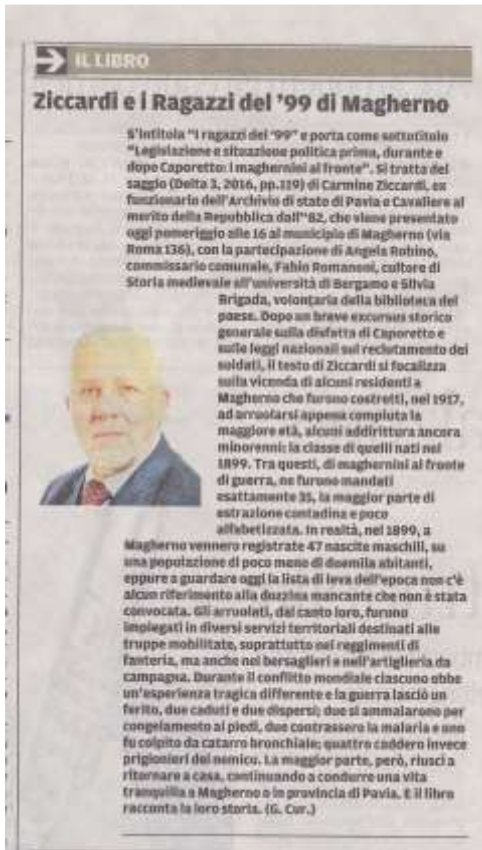 IL LIBRO
Ziccardi e i Ragazzi del '99 di Magherno
S'intitola "I ragazzi del '99" e porta come sottotitolo
"Legislazione e situazione politica prima, durante e
dopo Caporetto: i maghernini al fronte". Si tratta del
saggio (Delta 3, 2016, pp.119) di Carmine Ziccardi, ex
funzionario dell'Archivio di stato di Pavia e Cavaliere al
merito della Repubblica dall'82, che viene presentato
oggi pomeriggio alle 16 al municipio di Magherno (via
Roma 136), con la partecipazione di Angela Robino,
commissario comunale, Fabio Romanoni, cultore di
Storia medievale all'università di Bergamo e Silvia
Brigada, volontaria della biblioteca del
paese. Dopo un breve excursus storico
generale sulla disfatta di Caporetto e
sulle leggi nazionali sul reclutamento dei
soldati, il testo di Ziccardi si focalizza
sulla vicenda di alcuni residenti a
Magherno che furono costretti, nel 1917,
ad arruolarsi appena compiuta la
maggiore età, alcuni addirittura ancora
minorenni: la classe di quelli nati nel
1899. Tra questi, di maghernini al fronte
di guerra, ne furono mandati
esattamente 35, la maggior parte di
estrazione contadina e poco
alfabetizzata. In realtà, nel 1899, a
Magherno vennero registrate 47 nascite maschili, su
una popolazione di poco meno di duemila abitanti,
eppure a guardare oggi la lista di leva dell'epoca non c'è
alcun riferimento alla dozzina mancante che non è stata
convocata. Gli arruolati, dal canto loro, furono
impiegati in diversi servizi territoriali destinati alle
truppe mobilitate, soprattutto nei reggimenti di
fanteria, ma anche nei bersaglieri e nell'artiglieria da
campagna. Durante il conflitto mondiale ciascuno ebbe
un'esperienza tragica differente e la guerra lasciò un
ferito, due caduti e due dispersi; due si ammalarono per
congelamento ai piedi, due contrassero la malaria e uno
fu colpito da catarro bronchiale; quattro caddero invece
prigionieri del nemico. La maggior parte, però, riuscì a
ritornare a casa, continuando a condurre una vita
tranquilla a Magherno o in provincia di Pavia. E il libro
racconta la loro storia. (G. Cur.)